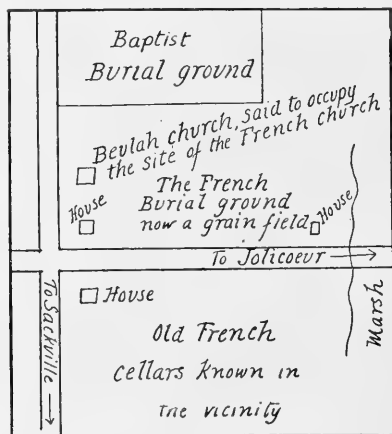 Baptist
Burial ground
Beulah church, said to occupy
the site of the French church
House
The French
Burial ground
now a grain field
House
To Jolicoeur
To Sackville
House
Marsh
Old French
cellars known in
the vicinity